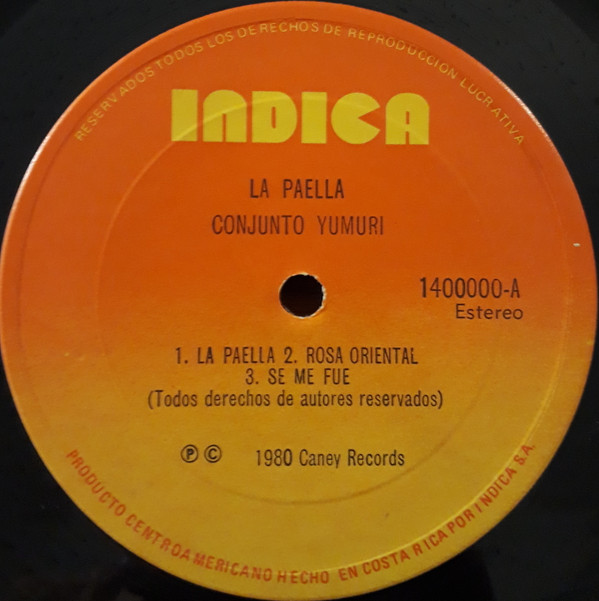 RESERVADOS TODOS LOS DERECHOS DE REPRODUCCION LUCRATIVA
INDICA
LA PAELLA
CONJUNTO YUMURI
1400000-A
Estereo
1. LA PAELLA 2. ROSA ORIENTAL
3. SE ME FUE
(Todos derechos de autores reservados)
Ⓟ © 1980 Caney Records
PRODUCTO CENTROAMERICANO HECHO EN COSTA RICA POR INDICA S.A.